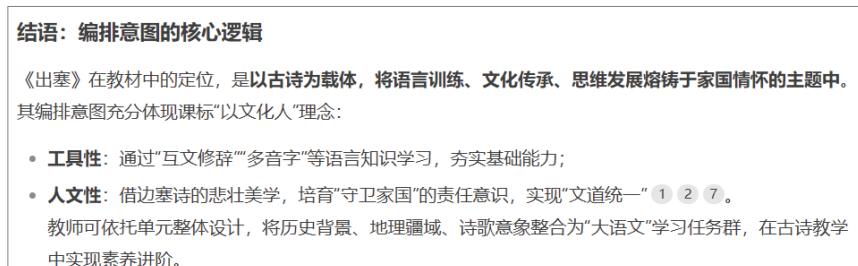 结语：编排意图的核心逻辑
《出塞》在教材中的定位，是以古诗为载体，将语言训练、文化传承、思维发展熔铸于家国情怀的主题中。
其编排意图充分体现课标“以文化人”理念：
• 工具性：通过“互文修辞”“多音字”等语言知识学习，夯实基础能力；
• 人文性：借边塞诗的悲壮美学，培育“守卫家国”的责任意识，实现“文道统一” 1 2 7 。
教师可依托单元整体设计，将历史背景、地理疆域、诗歌意象整合为“大语文”学习任务群，在古诗教学
中实现素养进阶。